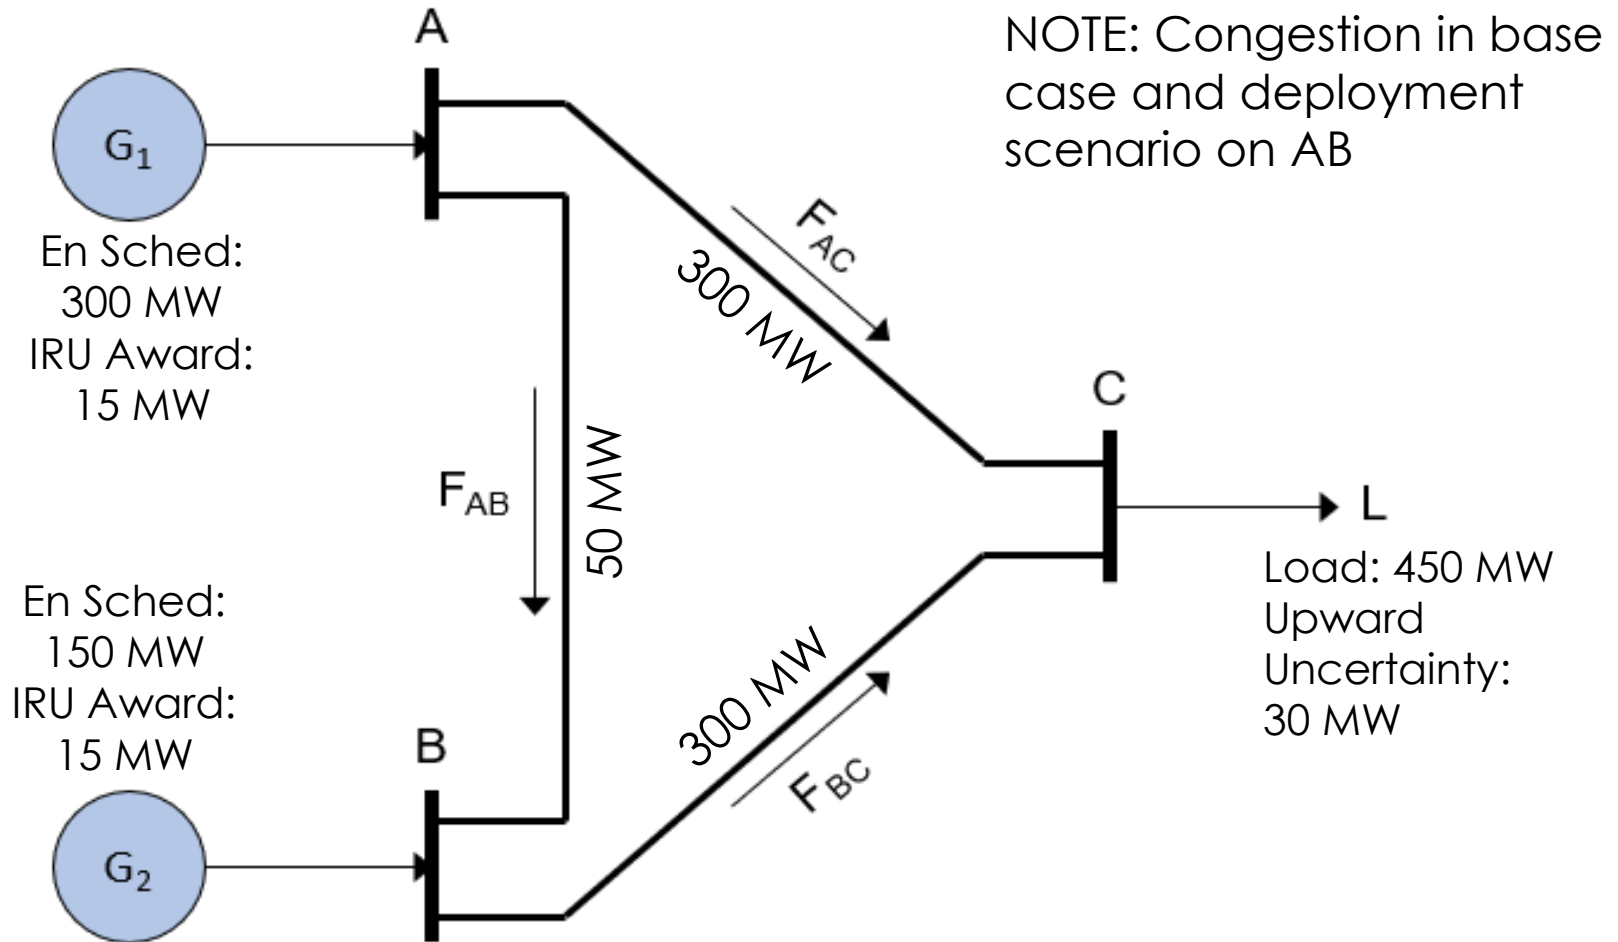 A
NOTE: Congestion in base
case and deployment
scenario on AB
G1
En Sched:
300 MW
IRU Award:
15 MW
FAC
300 MW
C
FAB
50 MW
L
Load: 450 MW
Upward
Uncertainty:
30 MW
En Sched:
150 MW
IRU Award:
15 MW
300 MW
FBC
B
G2